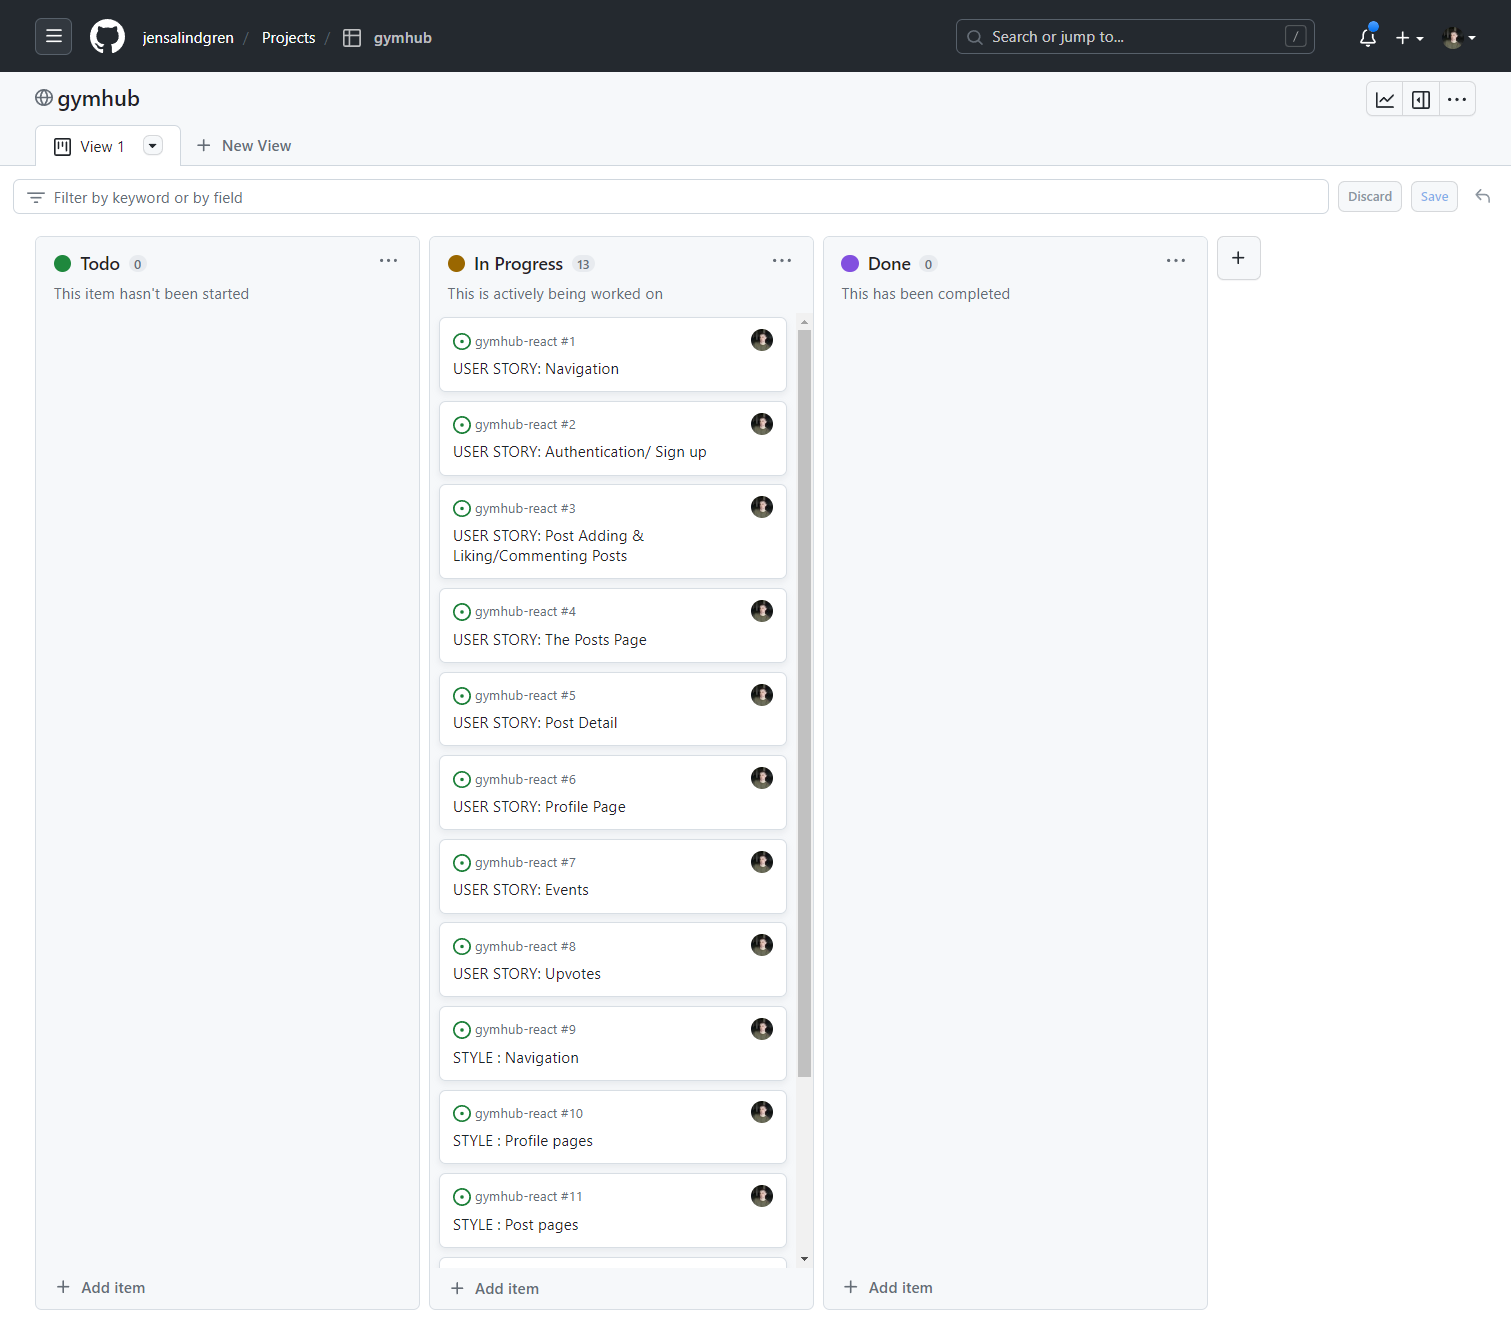 jensalindgren / Projects / gymhub
Search or jump to... /
gymhub
View 1
New View
Filter by keyword or by field
Discard
Save
Todo 0
This item hasn't been started
Add item
In Progress 13
This is actively being worked on
gymhub-react #1
USER STORY: Navigation
gymhub-react #2
USER STORY: Authentication/ Sign up
gymhub-react #3
USER STORY: Post Adding &
Liking/Commenting Posts
gymhub-react #4
USER STORY: The Posts Page
gymhub-react #5
USER STORY: Post Detail
gymhub-react #6
USER STORY: Profile Page
gymhub-react #7
USER STORY: Events
gymhub-react #8
USER STORY: Upvotes
gymhub-react #9
STYLE : Navigation
gymhub-react #10
STYLE : Profile pages
gymhub-react #11
STYLE : Post pages
Add item
Done 0
This has been completed
Add item